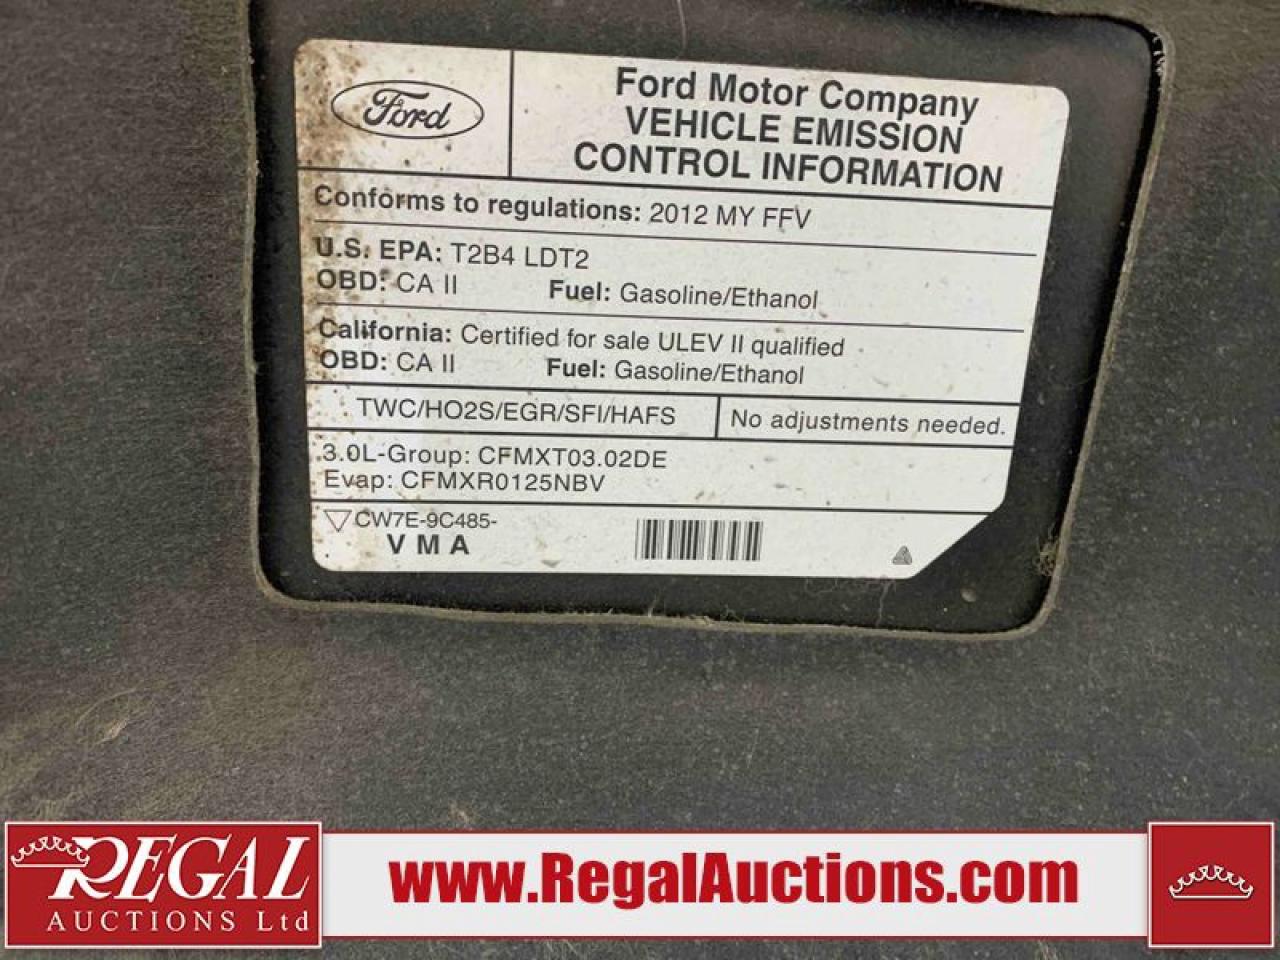 Ford
Ford Motor Company
VEHICLE EMISSION
CONTROL INFORMATION
Conforms to regulations: 2012 MY FFV
U.S. EPA: T2B4 LDT2
OBD: CA II Fuel: Gasoline/Ethanol
California: Certified for sale ULEV II qualified
OBD: CA II Fuel: Gasoline/Ethanol
TWC/HO2S/EGR/SFI/HAFS No adjustments needed.
3.0L-Group: CFMXT03.02DE
Evap: CFMXR0125NBV
CW7E-9C485-
V M A
REGAL
AUCTIONS Ltd
www.RegalAuctions.com